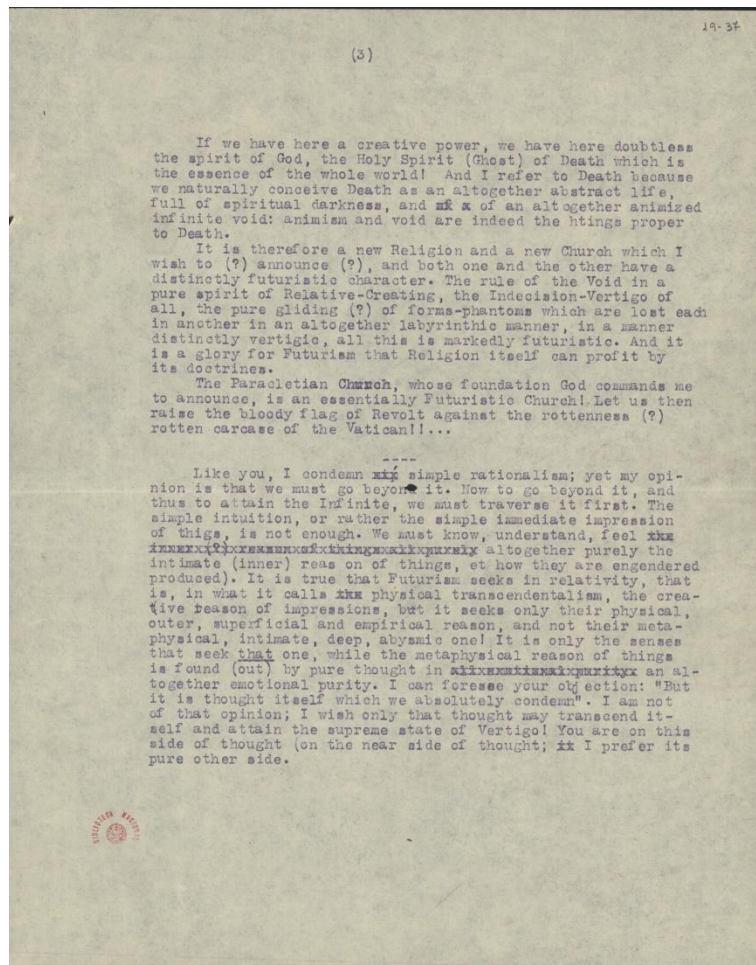 19-37
(3)
If we have here a creative power, we have here doubtless
the spirit of God, the Holy Spirit (Ghost) of Death which is
the essence of the whole world! And I refer to Death because
we naturally conceive Death as an altogether abstract life,
full of spiritual darkness, and of an altogether animized
infinite void: animism and void are indeed the htings proper
to Death.
It is therefore a new Religion and a new Church which I
wish to (?) announce (?), and both one and the other have a
distinctly futuristic character. The rule of the Void in a
pure spirit of Relative-Creating, the Indecision-Vertigo of
all, the pure gliding (?) of forms-phantoms which are lost each
in another in an altogether labyrinthic manner, in a manner
distinctly vertigic, all this is markedly futuristic. And it
is a glory for Futurism that Religion itself can profit by
its doctrines.
The Paracletian Church, whose foundation God commands me
to announce, is an essentially Futuristic Church! Let us then
raise the bloody flag of Revolt against the rottenness (?)
rotten carcase of the Vatican!!...
----
Like you, I condemn simple rationalism; yet my opi-
nion is that we must go beyond it. Now to go beyond it, and
thus to attain the Infinite, we must traverse it first. The
simple intuition, or rather the simple immediate impression
of thigs, is not enough. We must know, understand, feel
altogether purely the
intimate (inner) reas on of things, et how they are engendered
produced). It is true that Futurism seeks in relativity, that
is, in what it calls physical transcendentalism, the crea-
tive reason of impressions, but it seeks only their physical,
outer, superficial and empirical reason, and not their meta-
physical, intimate, deep, abysmic one! It is only the senses
that seek that one, while the metaphysical reason of things
is found (out) by pure thought in an al-
together emotional purity. I can foresee your objection: "But
it is thought itself which we absolutely condemn". I am not
of that opinion; I wish only that thought may transcend it-
self and attain the supreme state of Vertigo! You are on this
side of thought (on the near side of thought; I prefer its
pure other side.
BIBLIOTECA NACIONAL